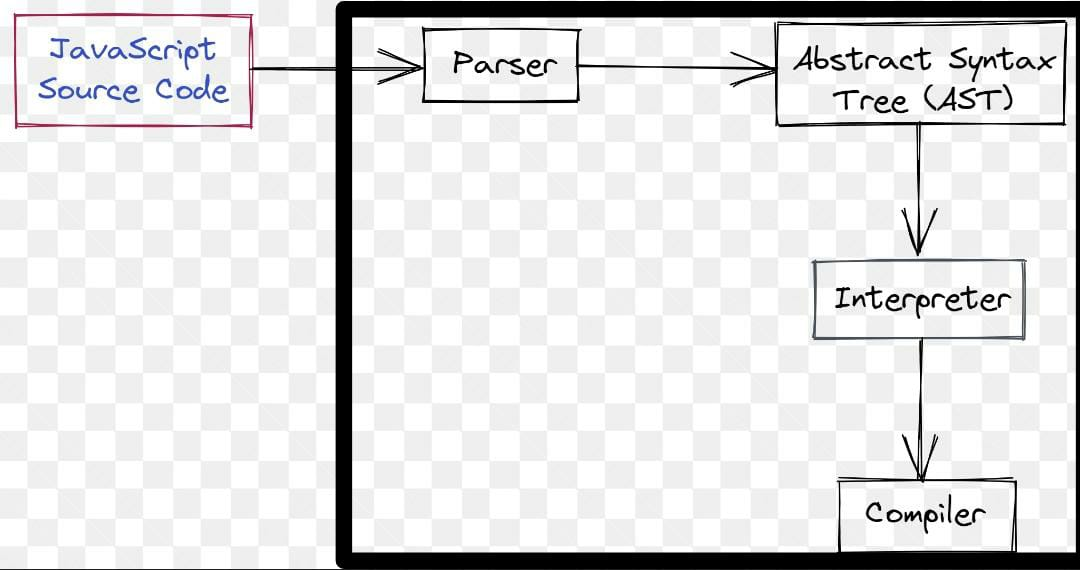 JavaScript
Source Code
Parser
Abstract Syntax
Tree (AST)
Interpreter
Compiler